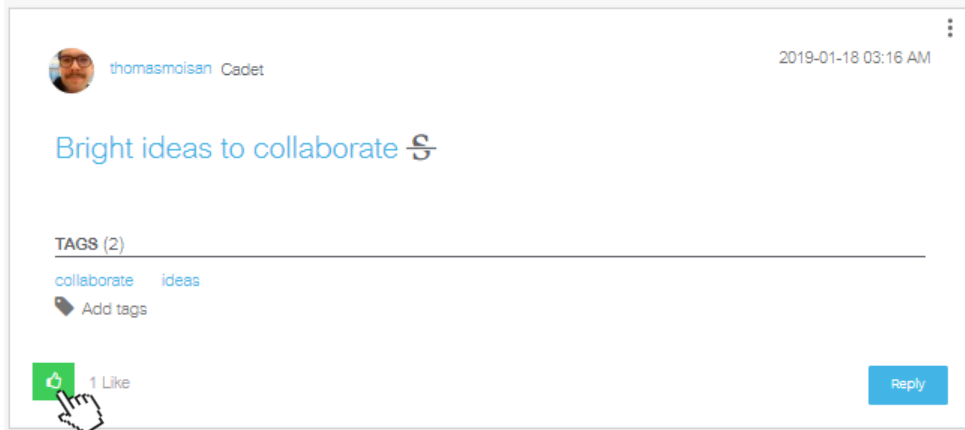 thomasmoisan Cadet
2019-01-18 03:16 AM
Bright ideas to collaborate S
TAGS (2)
collaborate ideas
Add tags
1 Like
Reply